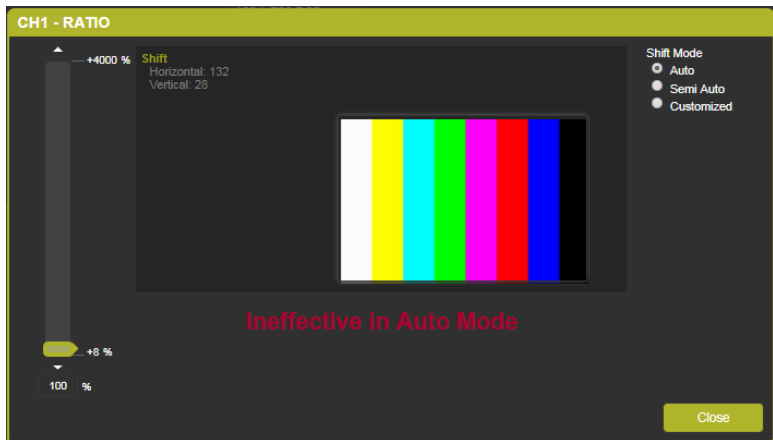 CH1 - RATIO
+4000 %
Shift
Horizontal: 132
Vertical: 28
Shift Mode
Auto
Semi Auto
Customized
Ineffective in Auto Mode
+8 %
100 %
Close